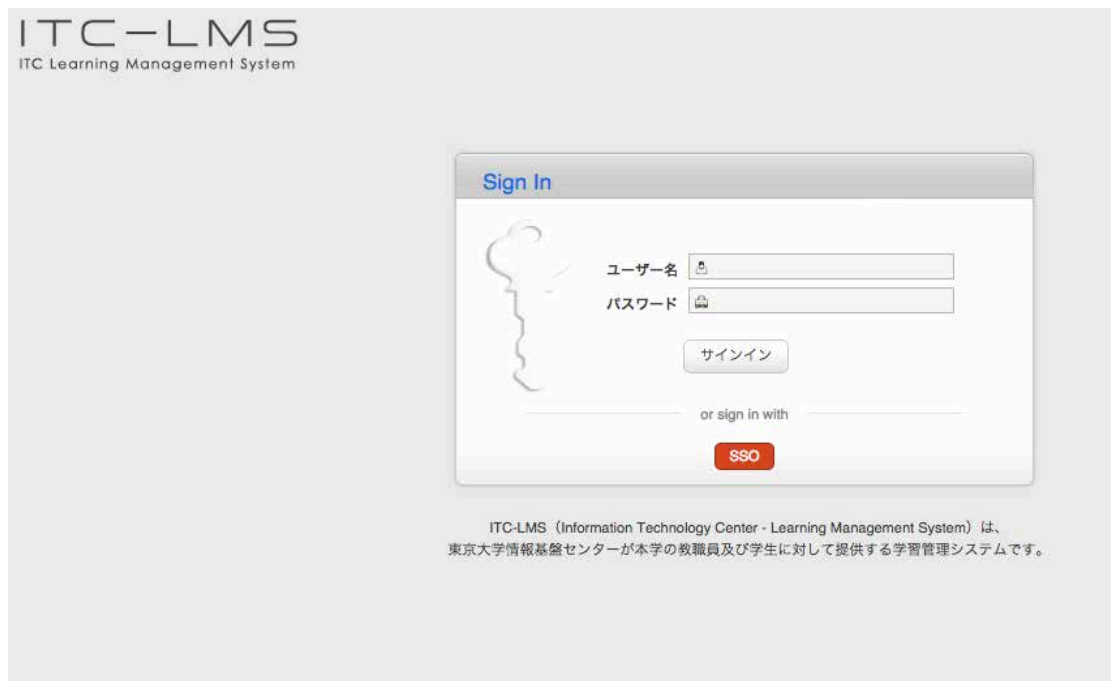 ITC-LMS
ITC Learning Management System
Sign In
ユーザー名
パスワード
サインイン
or sign in with
SSO
ITC-LMS（Information Technology Center - Learning Management System）は、
東京大学情報基盤センターが本学の教職員及び学生に対して提供する学習管理システムです。